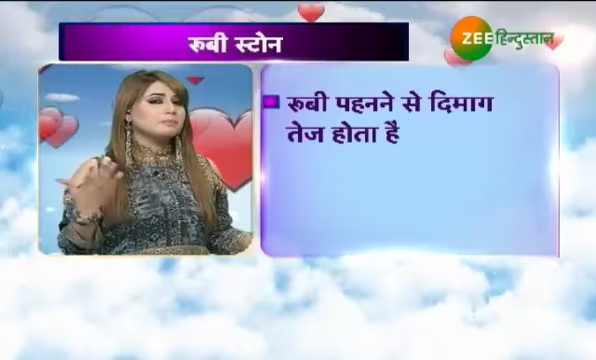 रूबी स्टोन
ZEE हिन्दुस्तान
रूबी पहनने से दिमाग
तेज होता है